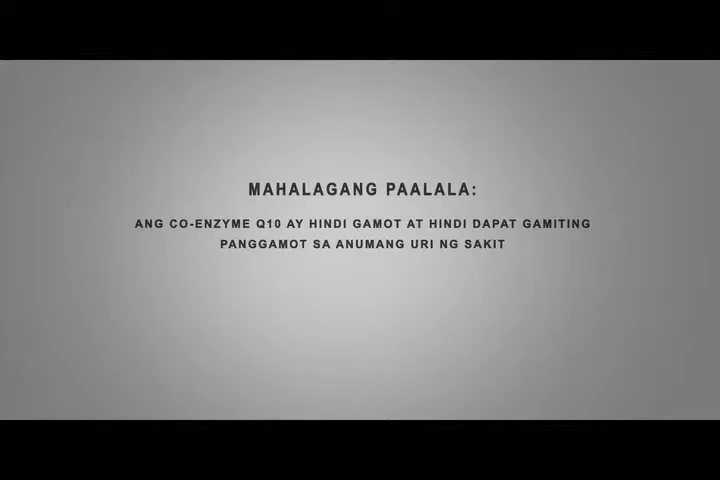 MAHALAGANG PAALALA:
ANG CO-ENZYME Q10 AY HINDI GAMOT AT HINDI DAPAT GAMITING
PANGGAMOT SA ANUMANG URI NG SAKIT